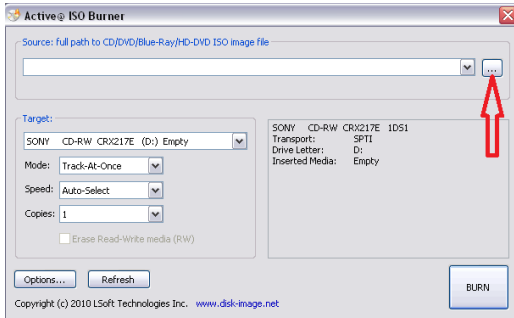 Active@ ISO Burner
Source: full path to CD/DVD/Blue-Ray/HD-DVD ISO image file
...
Target:
SONY CD-RW CRX217E (D:) Empty
Mode: Track-At-Once
Speed: Auto-Select
Copies: 1
Erase Read-Write media (RW)
SONY CD-RW CRX217E 1DS1
Transport: SPTI
Drive Letter: D:
Inserted Media: Empty
Options... Refresh
BURN
Copyright (c) 2010 LSoft Technologies Inc. www.disk-image.net